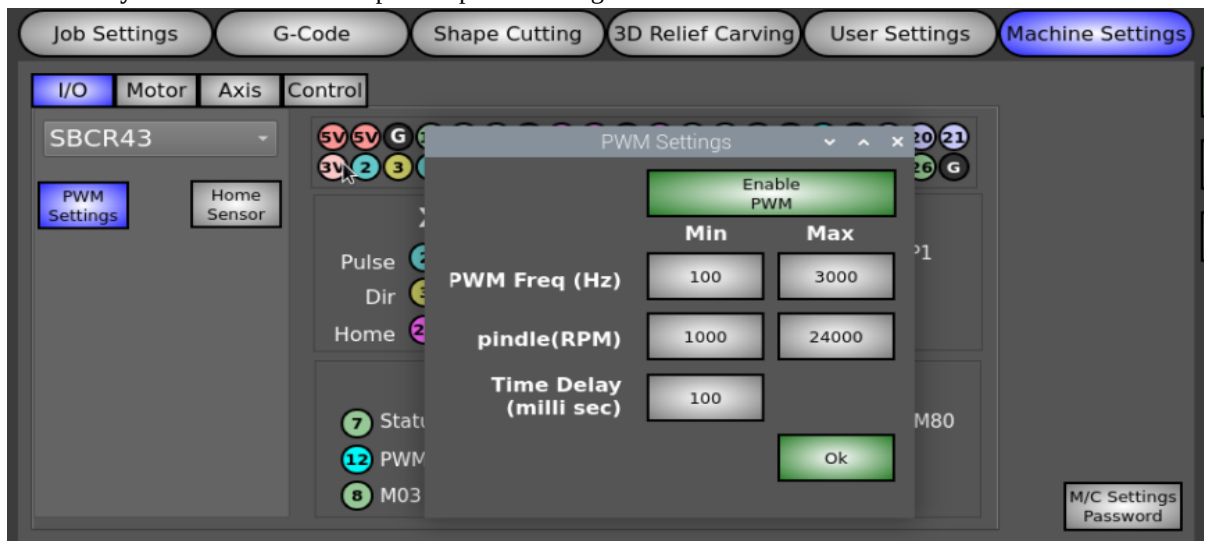 Job Settings G-Code Shape Cutting 3D Relief Carving User Settings Machine Settings
I/O Motor Axis Control
SBCR43
5V 5V G 20 21
3V 2 3 26 G
PWM Settings
PWM
Settings
Home
Sensor
Enable
PWM
Min Max
Pulse
P1
PWM Freq (Hz) 100 3000
Dir
Home
pindle(RPM) 1000 24000
Time Delay
(milli sec)
100
7 Statu
M80
12 PWM
Ok
8 M03
M/C Settings
Password